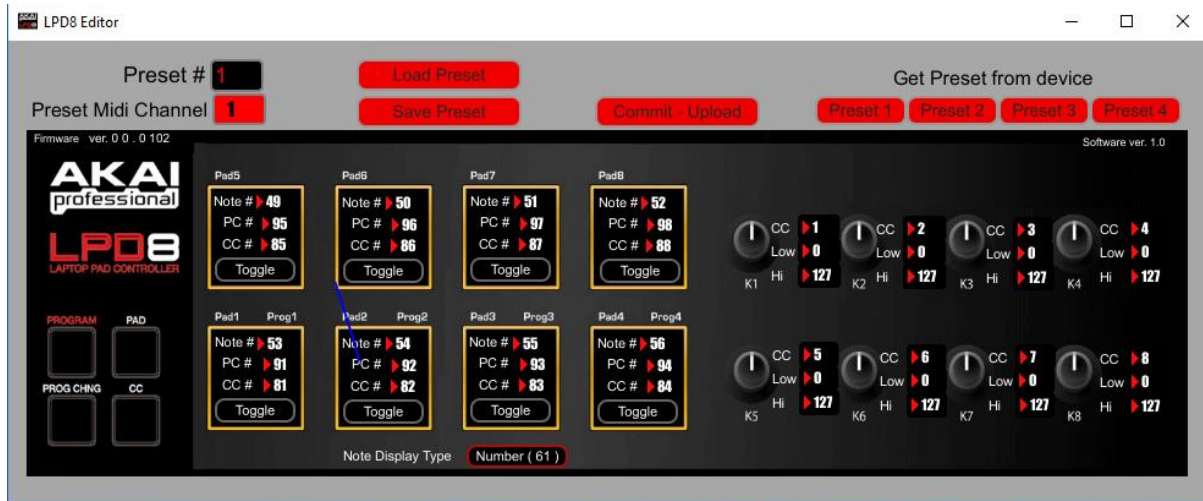 LPD8 Editor
Preset # 1 Load Preset Get Preset from device
Preset Midi Channel 1 Save Preset Commit - Upload Preset 1 Preset 2 Preset 3 Preset 4
Firmware ver. 0 0 . 0 102 Software ver. 1.0
AKAI
professional
LPD8
LAPTOP PAD CONTROLLER
PROGRAM PAD
PROG CHNG CC
Pad5 Pad6 Pad7 Pad8
Note # 49 Note # 50 Note # 51 Note # 52
PC # 95 PC # 96 PC # 97 PC # 98
CC # 85 CC # 86 CC # 87 CC # 88
Toggle Toggle Toggle Toggle
Pad1 Prog1 Pad2 Prog2 Pad3 Prog3 Pad4 Prog4
Note # 53 Note # 54 Note # 55 Note # 56
PC # 91 PC # 92 PC # 93 PC # 94
CC # 81 CC # 82 CC # 83 CC # 84
Toggle Toggle Toggle Toggle
Note Display Type Number ( 61 )
CC 1 CC 2 CC 3 CC 4
Low 0 Low 0 Low 0 Low 0
K1 Hi 127 K2 Hi 127 K3 Hi 127 K4 Hi 127
CC 5 CC 6 CC 7 CC 8
Low 0 Low 0 Low 0 Low 0
K5 Hi 127 K6 Hi 127 K7 Hi 127 K8 Hi 127